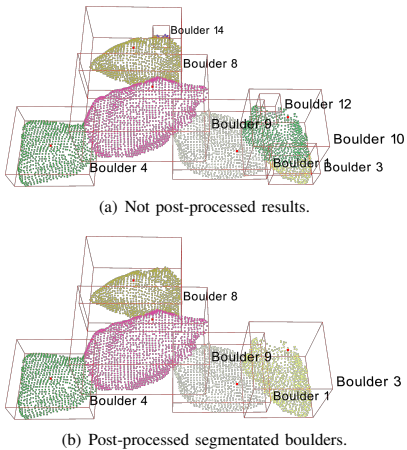 Boulder 14
Boulder 8
Boulder 12
Boulder 9
Boulder 10
Boulder 1
Boulder 3
Boulder 4
(a) Not post-processed results.
Boulder 8
Boulder 9
Boulder 3
Boulder 1
Boulder 4
(b) Post-processed segmentated boulders.